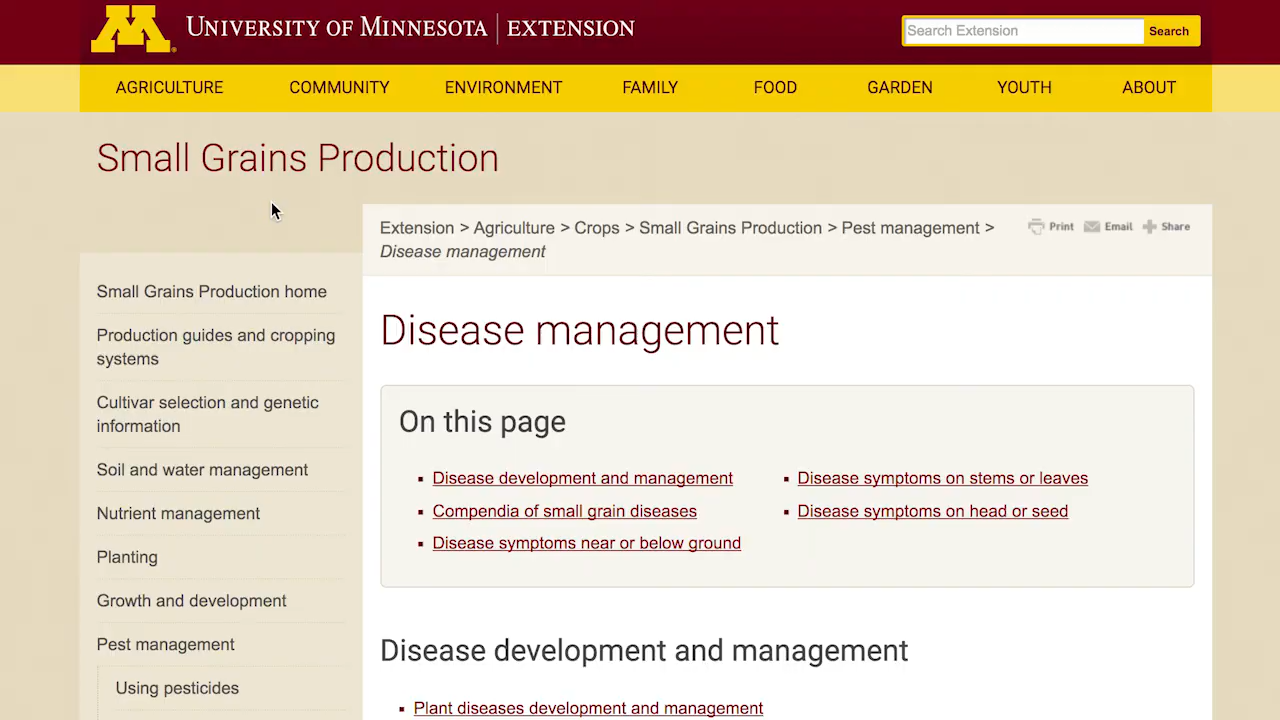 UNIVERSITY OF MINNESOTA | EXTENSION
Search Extension
Search
AGRICULTURE
COMMUNITY
ENVIRONMENT
FAMILY
FOOD
GARDEN
YOUTH
ABOUT
Small Grains Production
Extension > Agriculture > Crops > Small Grains Production > Pest management >
Disease management
Print
Email
Share
Small Grains Production home
Production guides and cropping
systems
Cultivar selection and genetic
information
Soil and water management
Nutrient management
Planting
Growth and development
Pest management
Using pesticides
Disease management
On this page
Disease development and management
Compendia of small grain diseases
Disease symptoms near or below ground
Disease symptoms on stems or leaves
Disease symptoms on head or seed
Disease development and management
Plant diseases development and management